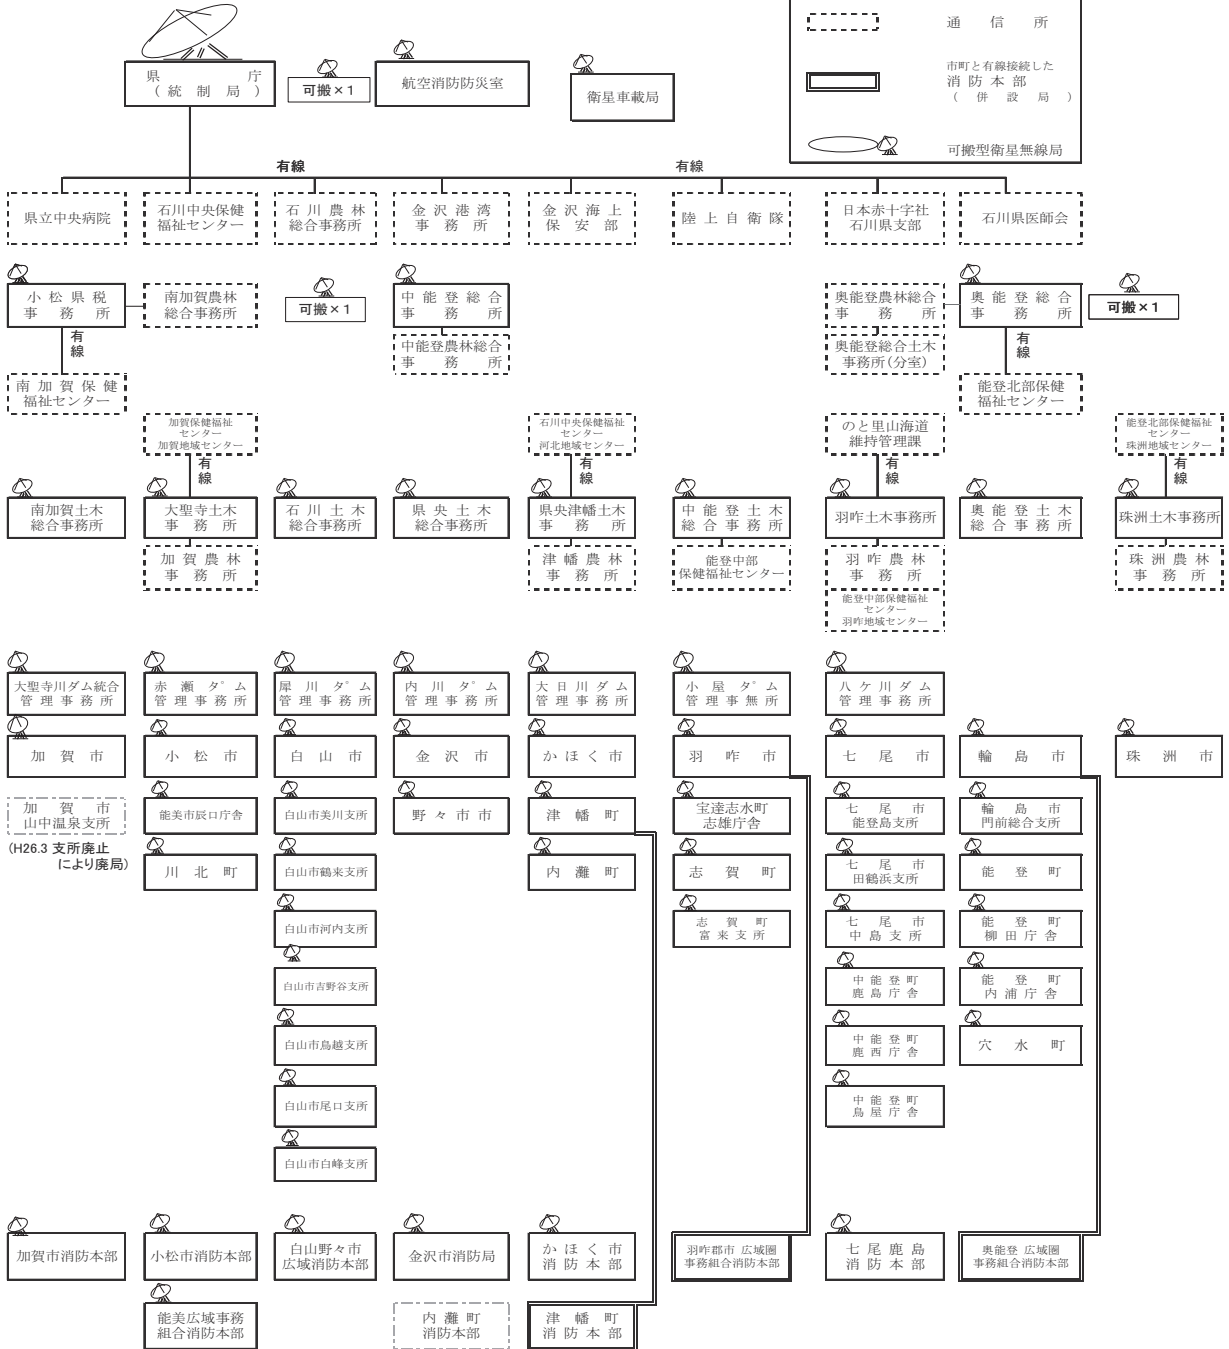 通信所
市町と有線接続した
消防本部
（併設局）
可搬型衛星無線局
県庁
（統制局）
可搬×1
航空消防防災室
衛星車載局
有線
有線
県立中央病院
石川中央保健
福祉センター
石川農林
総合事務所
金沢港湾
事務所
金沢海上
保安部
陸上自衛隊
日本赤十字社
石川県支部
石川県医師会
小松県税
事務所
南加賀農林
総合事務所
可搬×1
中能登総合
事務所
奥能登農林総合
事務所
奥能登総合
事務所
可搬×1
有線
中能登農林総合
事務所
奥能登総合土木
事務所(分室)
有線
南加賀保健
福祉センター
能登北部保健
福祉センター
加賀保健福祉
センター
加賀地域センター
石川中央保健福祉
センター
河北地域センター
のと里山海道
維持管理課
能登北部保健福祉
センター
珠洲地域センター
有線
有線
有線
有線
南加賀土木
総合事務所
大聖寺土木
事務所
石川土木
総合事務所
県央土木
総合事務所
県央津幡土木
事務所
中能登土木
総合事務所
羽咋土木事務所
奥能登土木
総合事務所
珠洲土木事務所
加賀農林
事務所
津幡農林
事務所
能登中部
保健福祉センター
羽咋農林
事務所
珠洲農林
事務所
能登中部保健福祉
センター
羽咋地域センター
大聖寺川ダム統合
管理事務所
赤瀬ダム
管理事務所
犀川ダム
管理事務所
内川ダム
管理事務所
大日川ダム
管理事務所
小屋ダム
管理事無所
八ケ川ダム
管理事務所
加賀市
小松市
白山市
金沢市
かほく市
羽咋市
七尾市
輪島市
珠洲市
加賀市
山中温泉支所
能美市辰口庁舎
白山市美川支所
野々市市
津幡町
宝達志水町
志雄庁舎
七尾市
能登島支所
輪島市
門前総合支所
(H26.3 支所廃止
により廃局)
川北町
白山市鶴来支所
内灘町
志賀町
七尾市
田鶴浜支所
能登町
白山市河内支所
志賀町
富来支所
七尾市
中島支所
能登町
柳田庁舎
白山市吉野谷支所
中能登町
鹿島庁舎
能登町
内浦庁舎
白山市鳥越支所
中能登町
鹿西庁舎
穴水町
白山市尾口支所
中能登町
鳥屋庁舎
白山市白峰支所
加賀市消防本部
小松市消防本部
白山野々市
広域消防本部
金沢市消防局
かほく市
消防本部
羽咋郡市 広域圏
事務組合消防本部
七尾鹿島
消防本部
奥能登 広域圏
事務組合消防本部
能美広域事務
組合消防本部
内灘町
消防本部
津幡町
消防本部